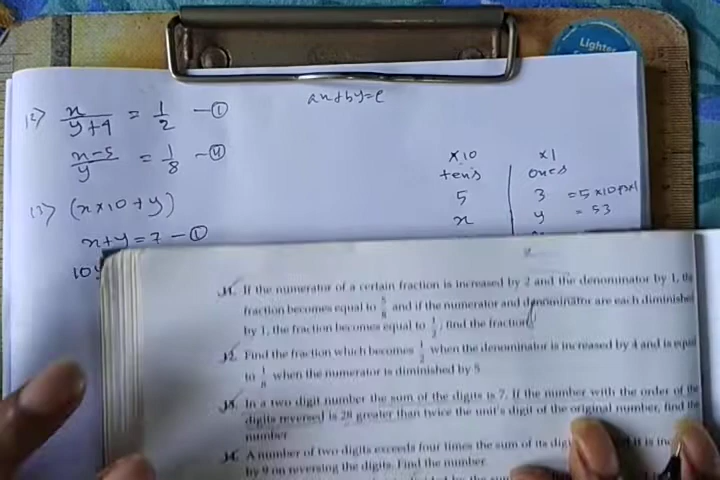 Lighter
12) x/(y+4) = 1/2 —①
ax+by=c
(x-5)/y = 1/8 —②
×10 | ×1
ten's | ones
13) (x×10+y)
5 | 3 =5×10+3×1
x | y = 53
x+y=7 —①
10y
11. If the numerator of a certain fraction is increased by 2 and the denominator by 1, the
fraction becomes equal to 5/8 and if the numerator and denominator are each diminished
by 1, the fraction becomes equal to 1/2, find the fraction
12. Find the fraction which becomes 1/2 when the denominator is increased by 4 and is equal
to 1/8 when the numerator is diminished by 5
13. In a two digit number the sum of the digits is 7. If the number with the order of the
digits reversed is 28 greater than twice the unit's digit of the original number, find the
number
14. A number of two digits exceeds four times the sum of its it is
by 9 on reversing the digits. Find the number